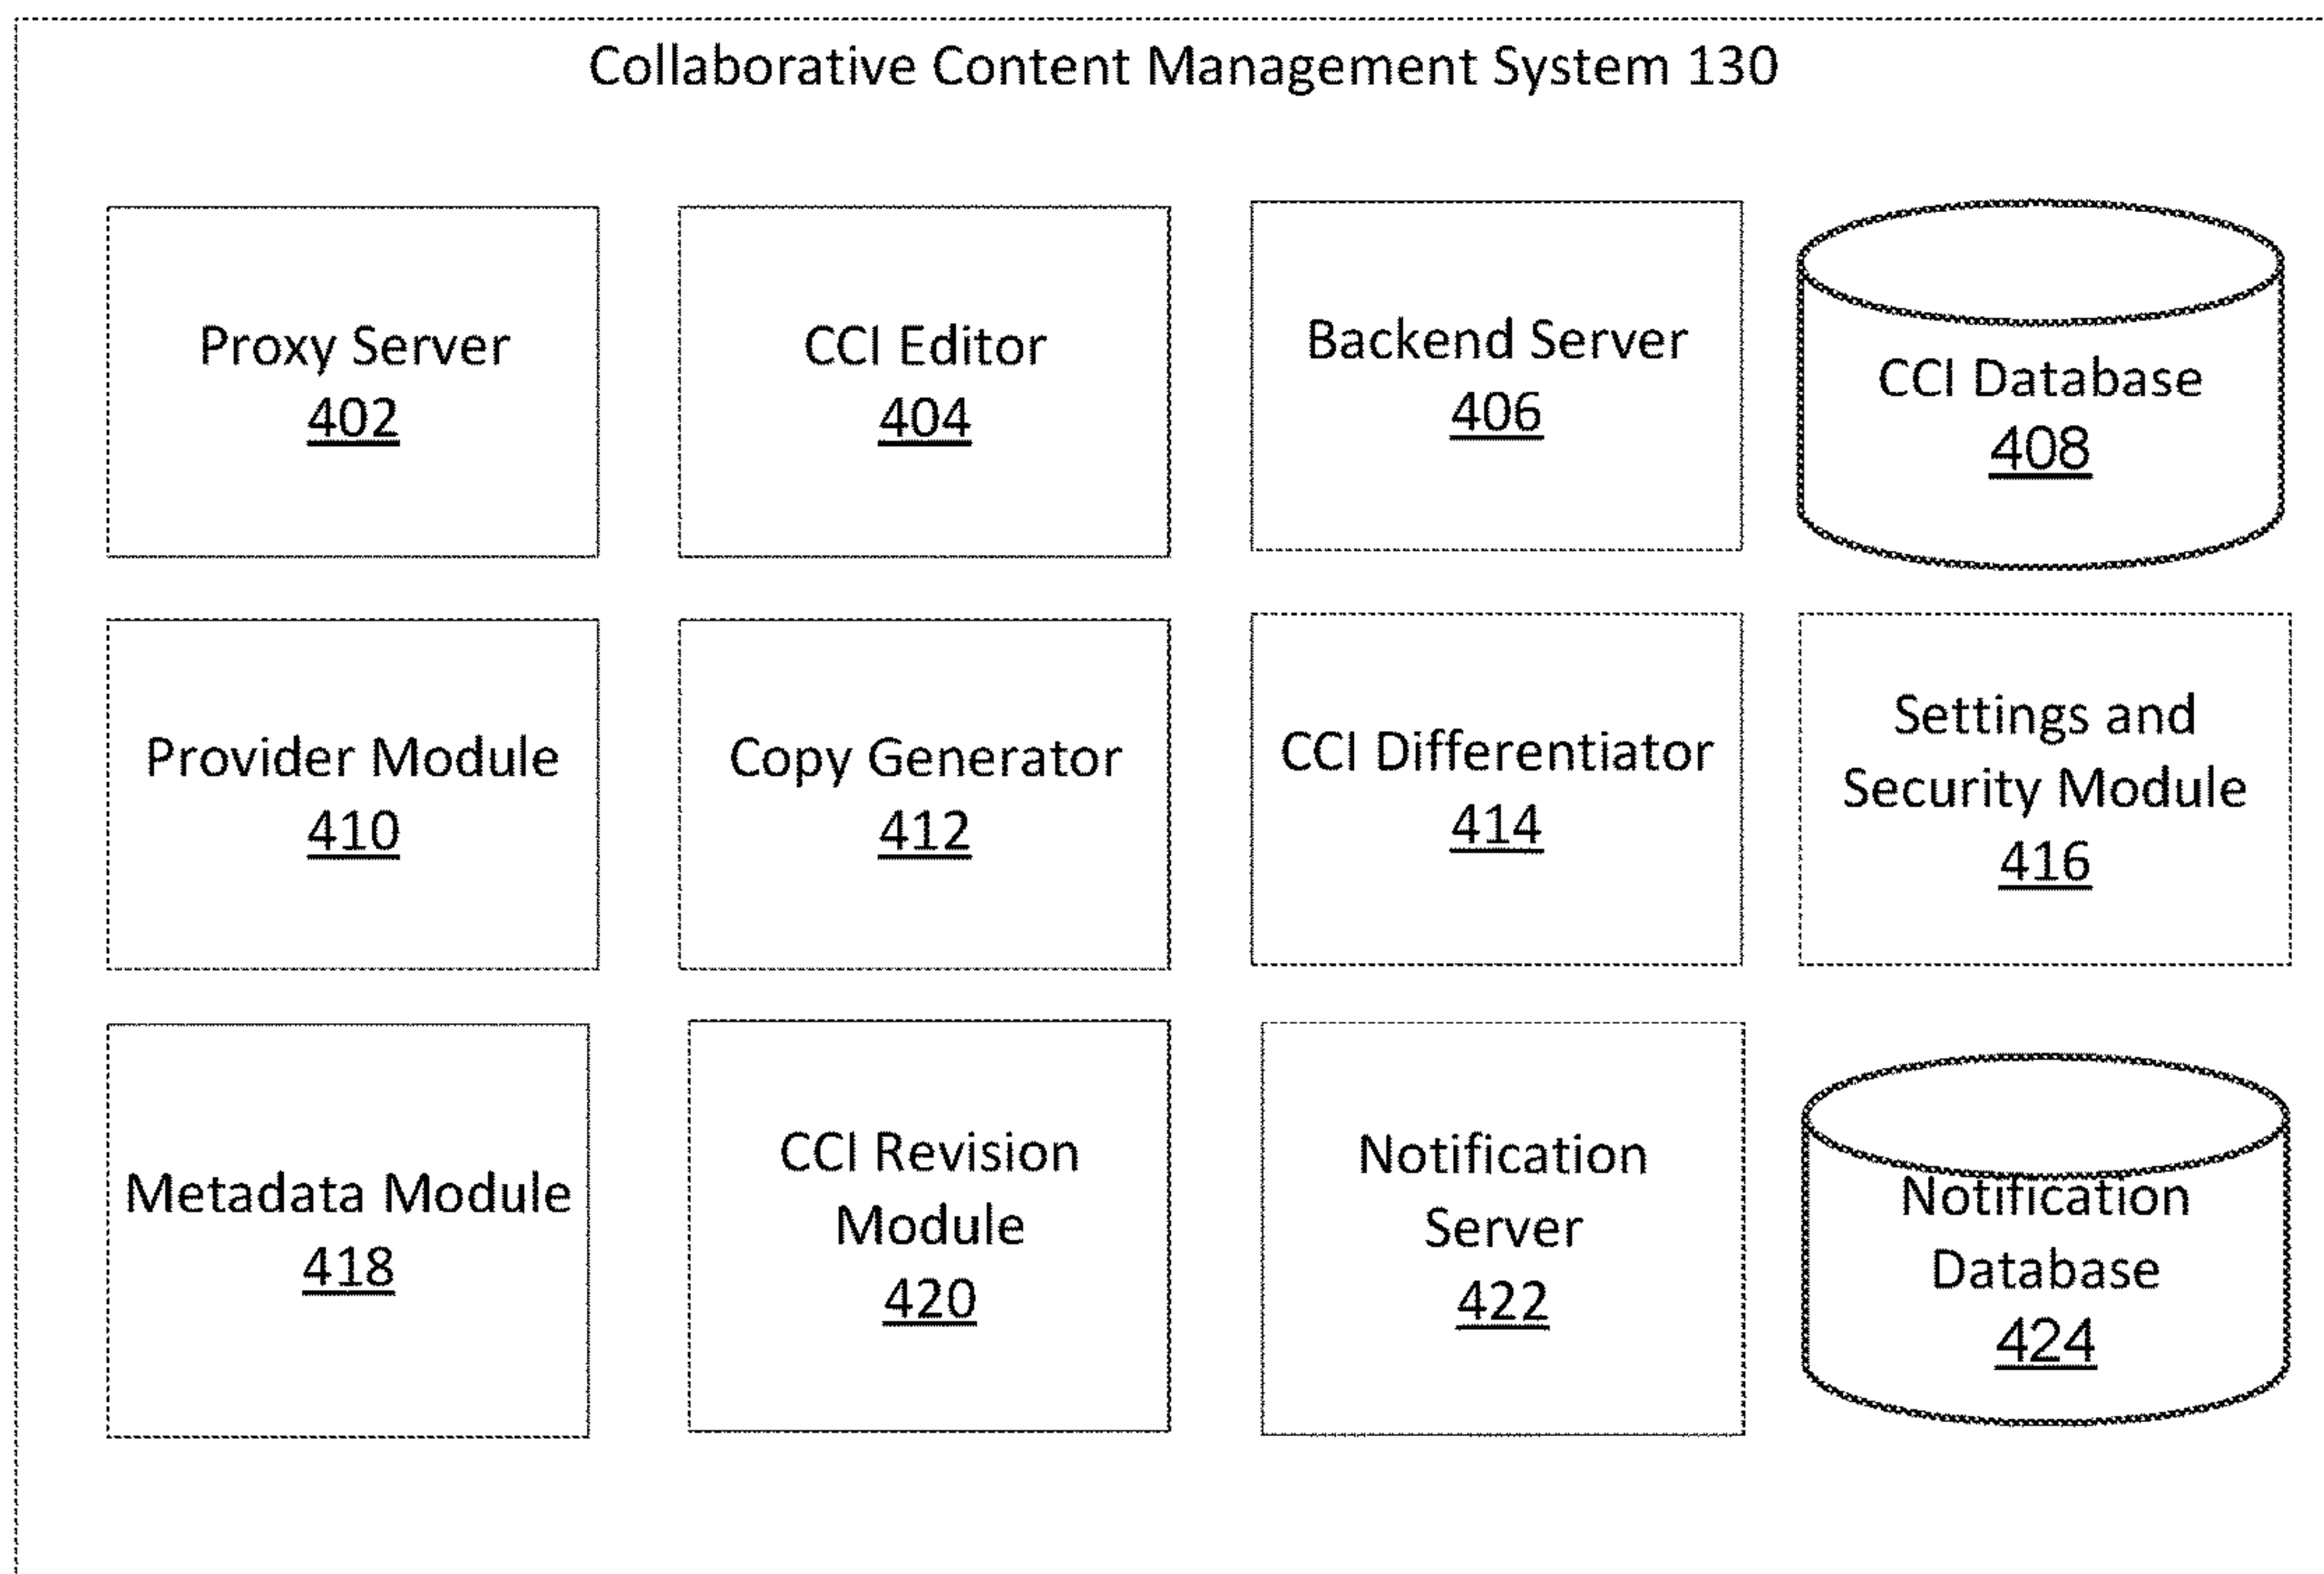 Collaborative Content Management System 130
Proxy Server
402
CCI Editor
404
Backend Server
406
CCI Database
408
Provider Module
410
Copy Generator
412
CCI Differentiator
414
Settings and
Security Module
416
Metadata Module
418
CCI Revision
Module
420
Notification
Server
422
Notification
Database
424